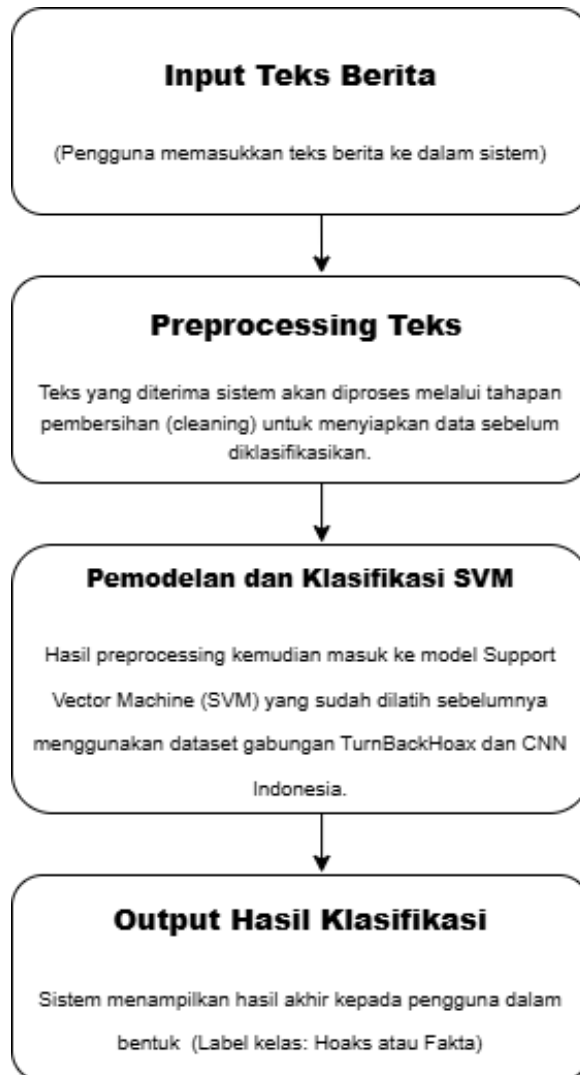 Input Teks Berita
(Pengguna memasukkan teks berita ke dalam sistem)
Preprocessing Teks
Teks yang diterima sistem akan diproses melalui tahapan
pembersihan (cleaning) untuk menyiapkan data sebelum
diklasifikasikan.
Pemodelan dan Klasifikasi SVM
Hasil preprocessing kemudian masuk ke model Support
Vector Machine (SVM) yang sudah dilatih sebelumnya
menggunakan dataset gabungan TurnBackHoax dan CNN
Indonesia.
Output Hasil Klasifikasi
Sistem menampilkan hasil akhir kepada pengguna dalam
bentuk (Label kelas: Hoaks atau Fakta)